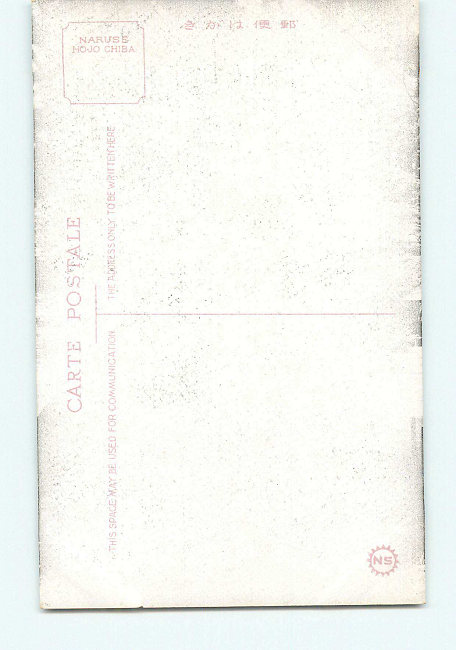 郵便はかき
NARUSE
HOJO CHIBA
CARTE POSTALE
THE ADDRESS ONLY TO BE WRITTEN HERE
THIS SPACE MAY BE USED FOR COMMUNICATION
NS